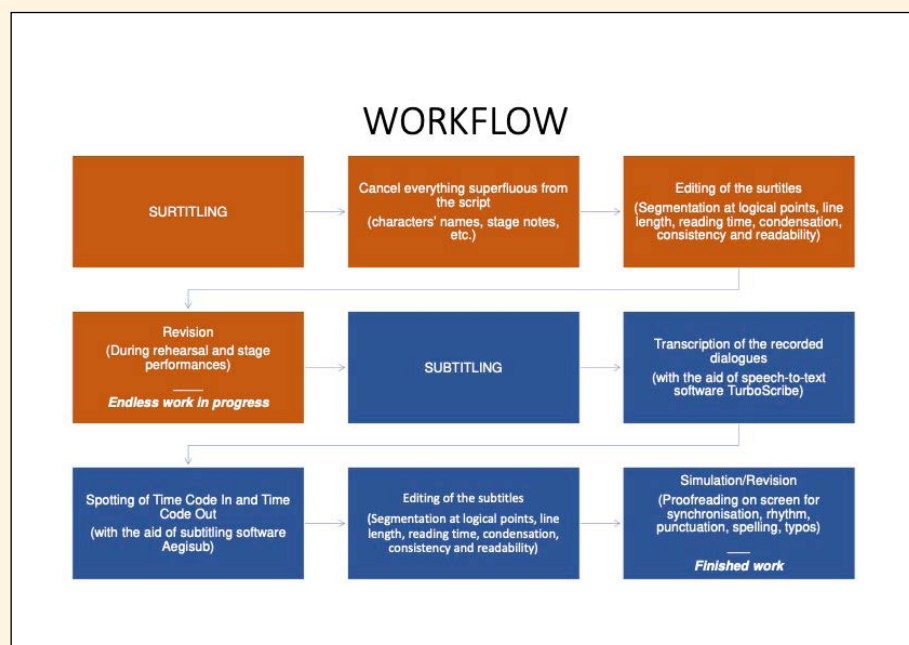 WORKFLOW
SURTITLING
Cancel everything superfluous from
the script
(characters' names, stage notes,
etc.)
Editing of the surtitles
(Segmentation at logical points, line
length, reading time, condensation,
consistency and readability)
Revision
(During rehearsal and stage
performances)
Endless work in progress
SUBTITLING
Transcription of the recorded
dialogues
(with the aid of speech-to-text
software TurboScribe)
Spotting of Time Code In and Time
Code Out
(with the aid of subtitling software
Aegisub)
Editing of the subtitles
(Segmentation at logical points, line
length, reading time, condensation,
consistency and readability)
Simulation/Revision
(Proofreading on screen for
synchronisation, rhythm,
punctuation, spelling, typos)
Finished work